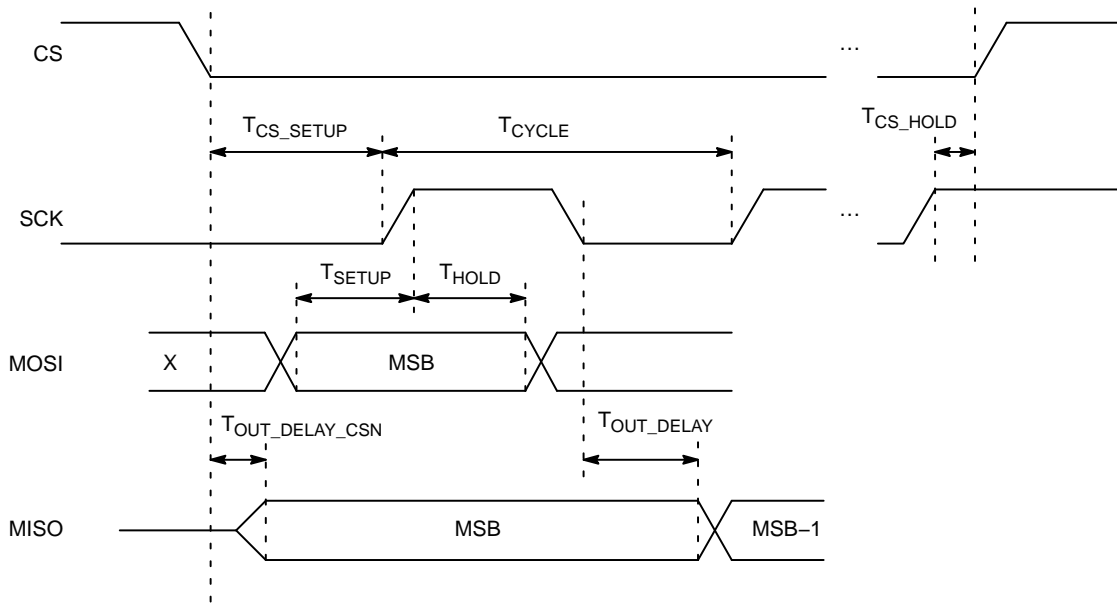 CS
...
T_CS_SETUP
T_CYCLE
T_CS_HOLD
SCK
...
T_SETUP
T_HOLD
MOSI
X
MSB
T_OUT_DELAY_CSN
T_OUT_DELAY
MISO
MSB
MSB–1